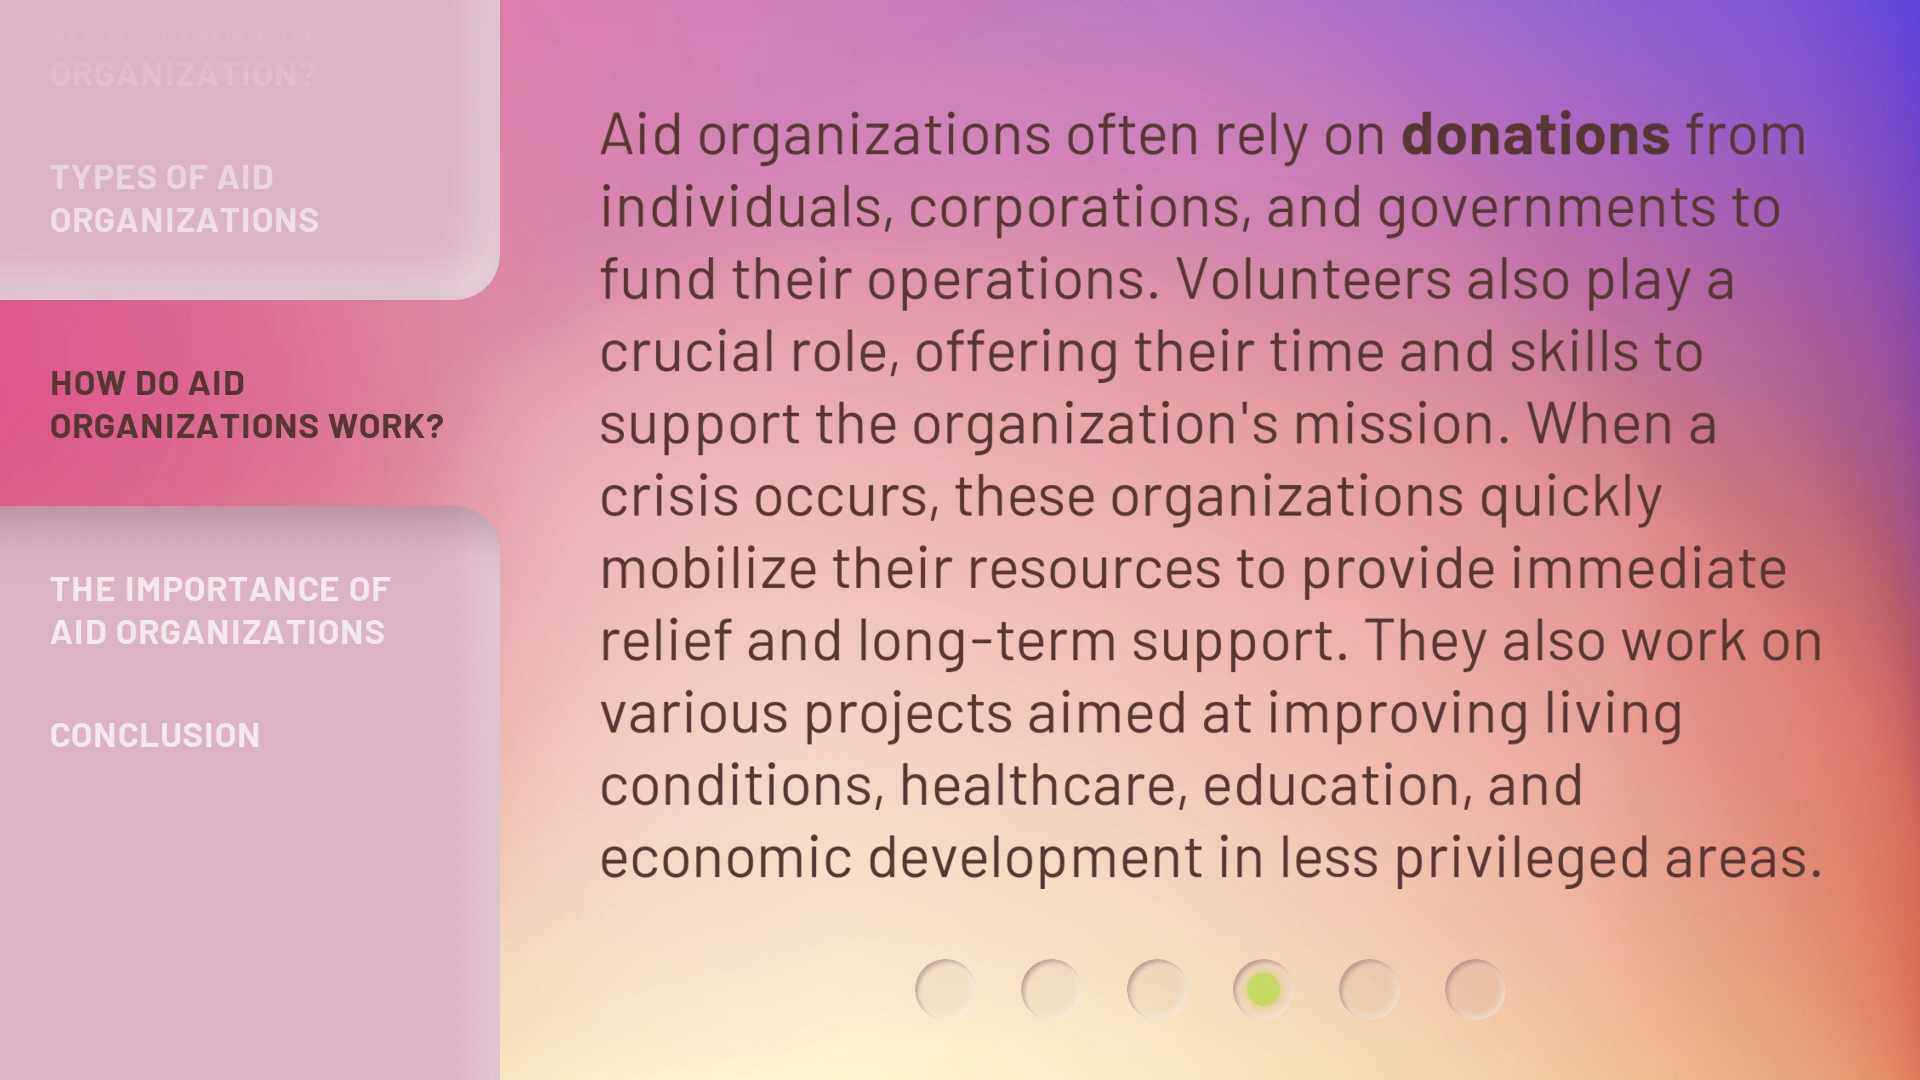 WHAT IS AN AID
ORGANIZATION?
TYPES OF AID
ORGANIZATIONS
HOW DO AID
ORGANIZATIONS WORK?
THE IMPORTANCE OF
AID ORGANIZATIONS
CONCLUSION
Aid organizations often rely on donations from
individuals, corporations, and governments to
fund their operations. Volunteers also play a
crucial role, offering their time and skills to
support the organization's mission. When a
crisis occurs, these organizations quickly
mobilize their resources to provide immediate
relief and long-term support. They also work on
various projects aimed at improving living
conditions, healthcare, education, and
economic development in less privileged areas.